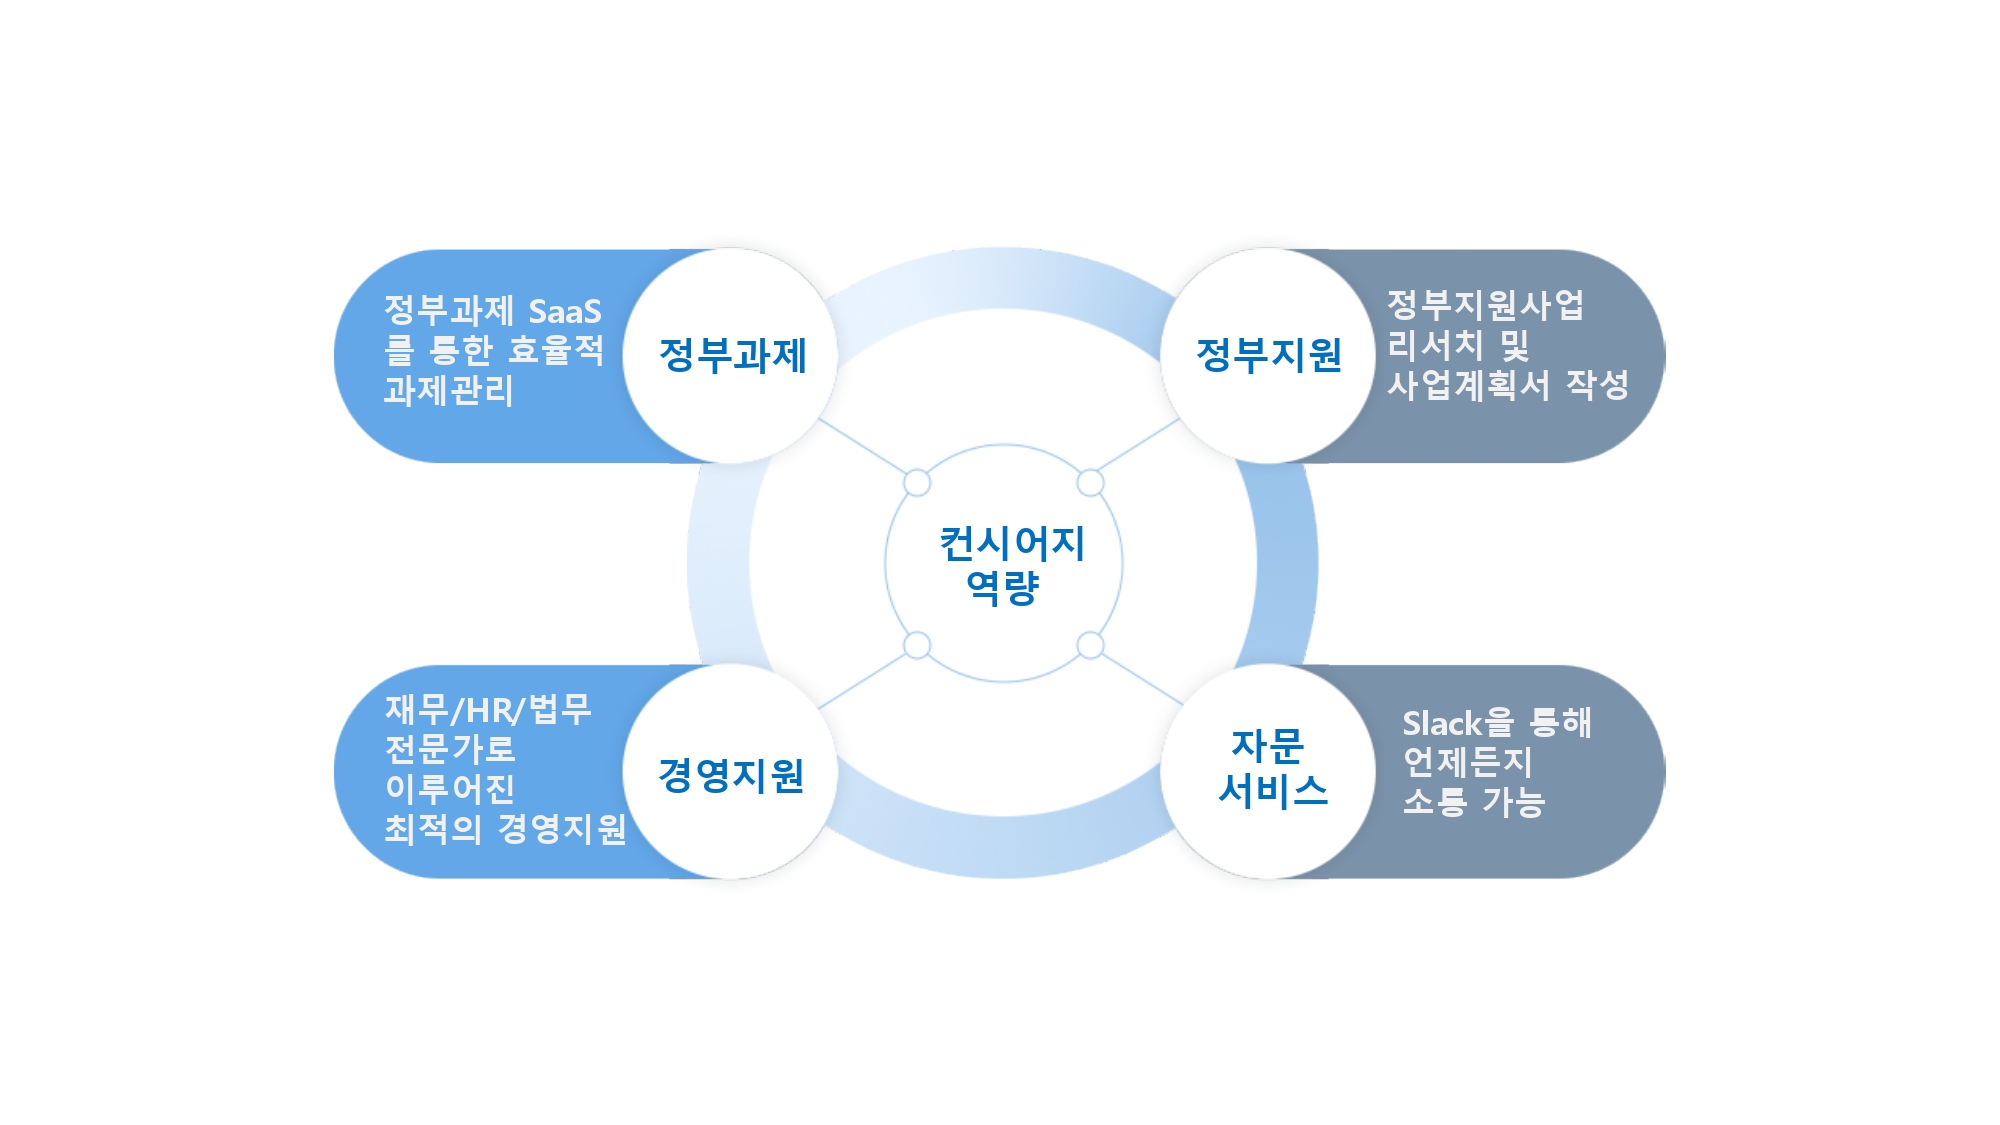 정부과제 SaaS
를 통한 효율적
과제관리
정부과제
정부지원
정부지원사업
리서치 및
사업계획서 작성
컨시어지
역량
재무/HR/법무
전문가로
이루어진
최적의 경영지원
경영지원
자문
서비스
Slack을 통해
언제든지
소통 가능